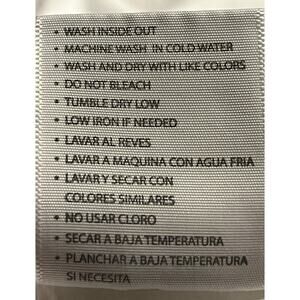 • WASH INSIDE OUT
• MACHINE WASH IN COLD WATER
• WASH AND DRY WITH LIKE COLORS
• DO NOT BLEACH
• TUMBLE DRY LOW
• LOW IRON IF NEEDED
• LAVAR AL REVES
• LAVAR A MAQUINA CON AGUA FRIA
• LAVAR Y SECAR CON
COLORES SIMILARES
• NO USAR CLORO
• SECAR A BAJA TEMPERATURA
• PLANCHAR A BAJA TEMPERATURA
SI NECESITA